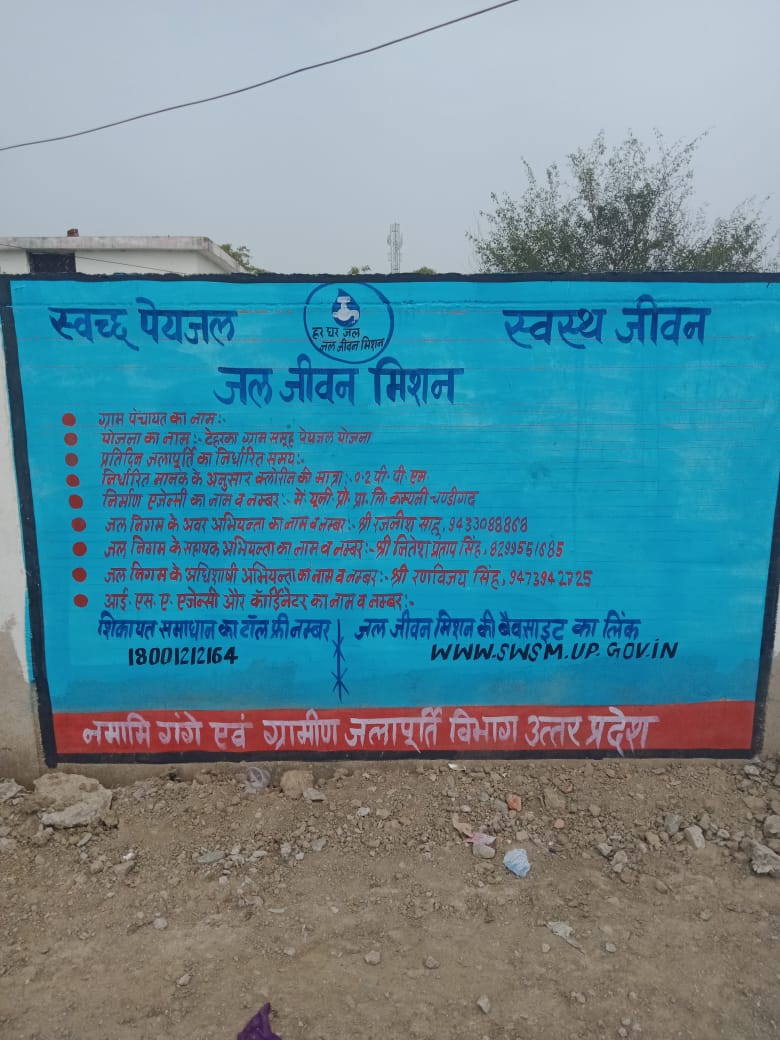 स्वच्छ पेयजल
हर घर जल
जल जीवन मिशन
स्वस्थ जीवन
जल जीवन मिशन
ग्राम पंचायत का नाम:-
योजना का नाम:- टेहरका ग्राम समूह पेयजल योजना
प्रतिदिन जलापूर्ति का निर्धारित समय:-
निर्धारित मानक के अनुसार क्लोरीन की मात्रा:- 0.2 पी. पी. एम.
निर्माण एजेन्सी का नाम व नम्बर:- मे. यूनी. प्रो. प्रा. लि. कम्पनी चण्डीगढ़
जल निगम के अवर अभियन्ता का नाम व नम्बर:- श्री रजनीश साहू, 9433088868
जल निगम के सहायक अभियन्ता का नाम व नम्बर:- श्री जितेश प्रताप सिंह, 8299551685
जल निगम के अधिशाषी अभियन्ता का नाम व नम्बर:- श्री रणविजय सिंह, 9473942725
आई. एस. ए. एजेन्सी और कॉर्डिनेटर का नाम व नम्बर:-
शिकायत समाधान का टॉल फ्री नम्बर
18001212164
जल जीवन मिशन की बैवसाइट का लिंक
WWW.SWSM.UP.GOV.iN
नमामि गंगे एवं ग्रामीण जलापूर्ति विभाग उत्तर प्रदेश